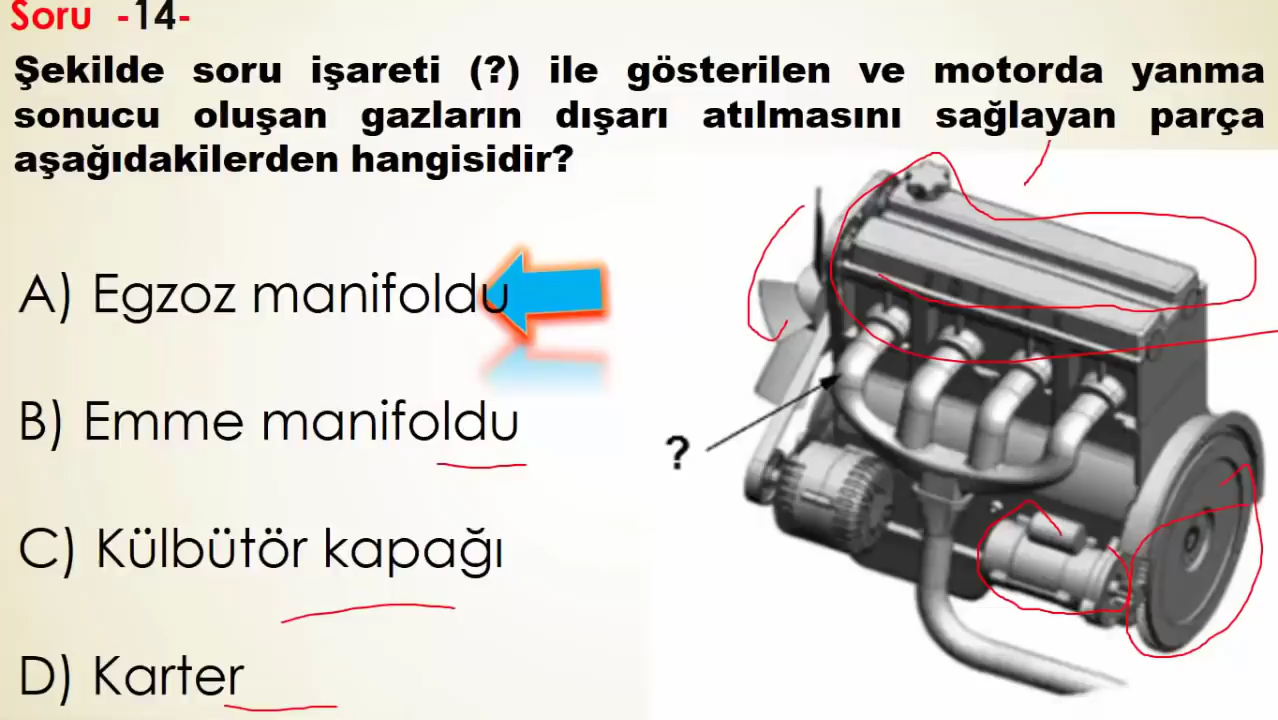 Soru -14-
Şekilde soru işareti (?) ile gösterilen ve motorda yanma
sonucu oluşan gazların dışarı atılmasını sağlayan parça
aşağıdakilerden hangisidir?
A) Egzoz manifoldu
B) Emme manifoldu
C) Külbütör kapağı
D) Karter
?